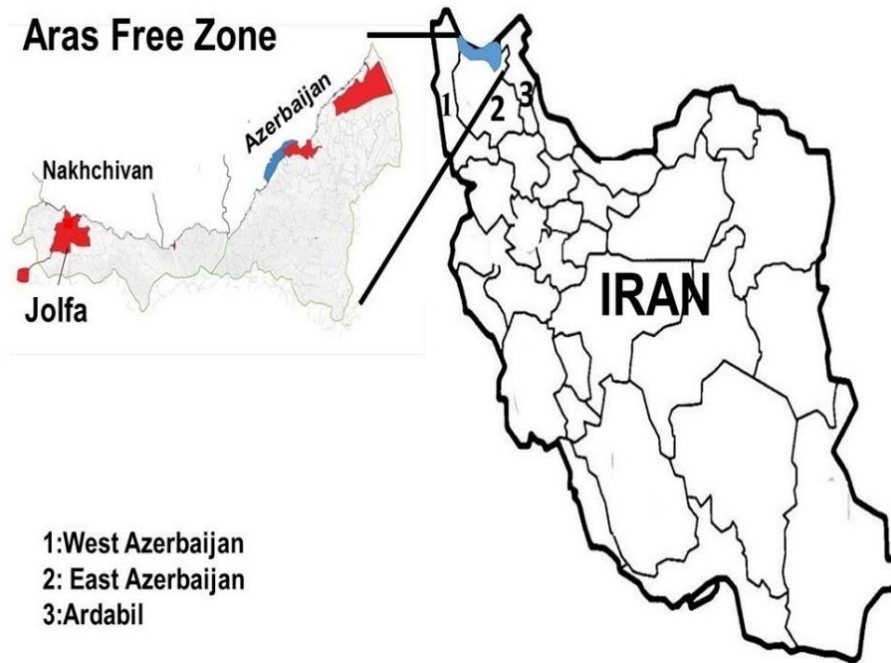 Aras Free Zone
Azerbaijan
Nakhchivan
Jolfa
1
2
3
IRAN
1:West Azerbaijan
2: East Azerbaijan
3:Ardabil